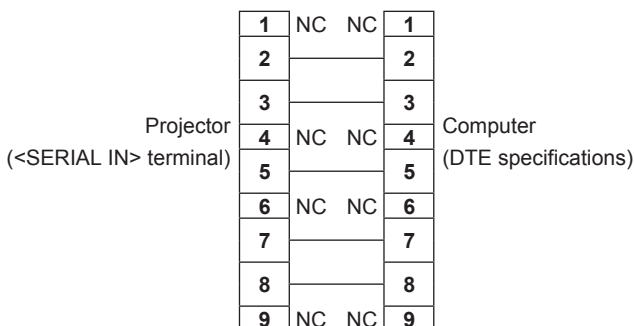 1 NC NC 1
2 2
3 3
Projector
(<SERIAL IN> terminal)
4 NC NC 4
Computer
(DTE specifications)
5 5
6 NC NC 6
7 7
8 8
9 NC NC 9